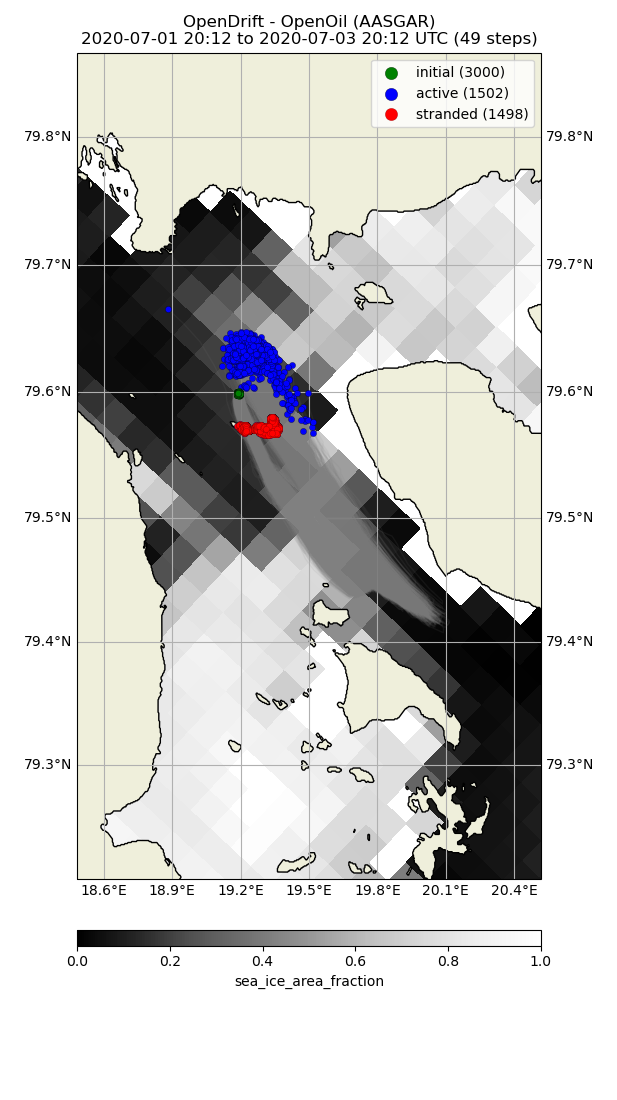 OpenDrift - OpenOil (AASGAR)
2020-07-01 20:12 to 2020-07-03 20:12 UTC (49 steps)
initial (3000)
active (1502)
stranded (1498)
79.8°N 79.8°N
79.7°N 79.7°N
79.6°N 79.6°N
79.5°N 79.5°N
79.4°N 79.4°N
79.3°N 79.3°N
18.6°E 18.9°E 19.2°E 19.5°E 19.8°E 20.1°E 20.4°E
0.0 0.2 0.4 0.6 0.8 1.0
sea_ice_area_fraction